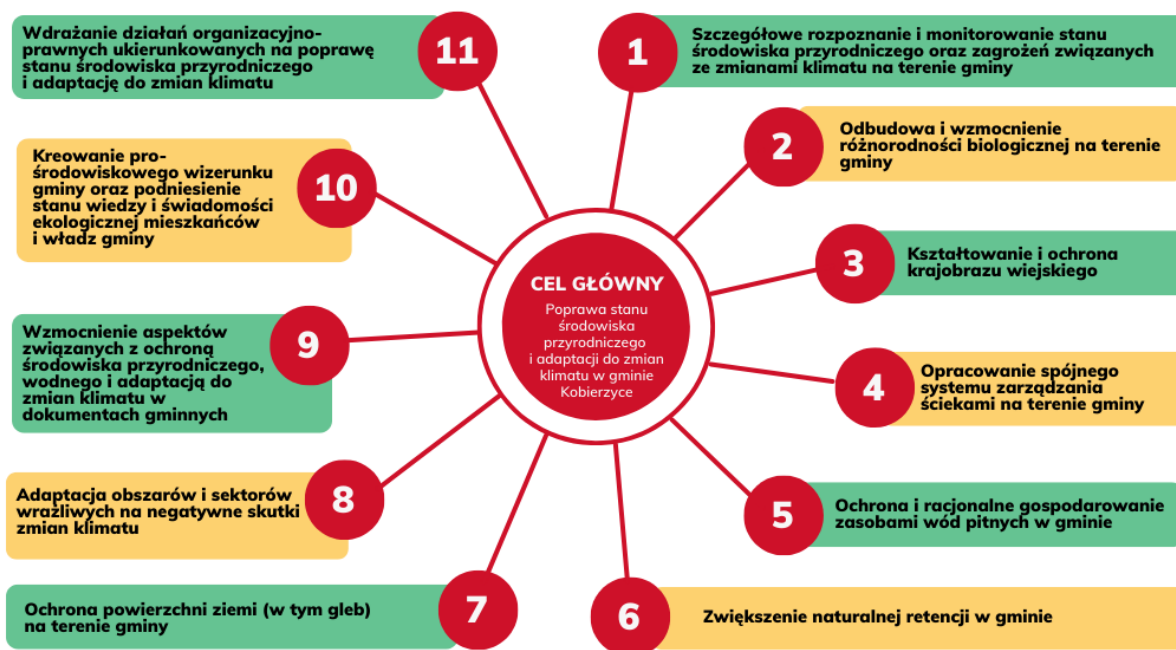 CEL GŁÓWNY
Poprawa stanu
środowiska
przyrodniczego
i adaptacji do zmian
klimatu w gminie
Kobierzyce
1
Szczegółowe rozpoznanie i monitorowanie stanu
środowiska przyrodniczego oraz zagrożeń związanych
ze zmianami klimatu na terenie gminy
2
Odbudowa i wzmocnienie
różnorodności biologicznej na terenie
gminy
3
Kształtowanie i ochrona
krajobrazu wiejskiego
4
Opracowanie spójnego
systemu zarządzania
ściekami na terenie gminy
5
Ochrona i racjonalne gospodarowanie
zasobami wód pitnych w gminie
6
Zwiększenie naturalnej retencji w gminie
7
Ochrona powierzchni ziemi (w tym gleb)
na terenie gminy
8
Adaptacja obszarów i sektorów
wrażliwych na negatywne skutki
zmian klimatu
9
Wzmocnienie aspektów
związanych z ochroną
środowiska przyrodniczego,
wodnego i adaptacją do
zmian klimatu w
dokumentach gminnych
10
Kreowanie pro-
środowiskowego wizerunku
gminy oraz podniesienie
stanu wiedzy i świadomości
ekologicznej mieszkańców
i władz gminy
11
Wdrażanie działań organizacyjno-
prawnych ukierunkowanych na poprawę
stanu środowiska przyrodniczego
i adaptację do zmian klimatu